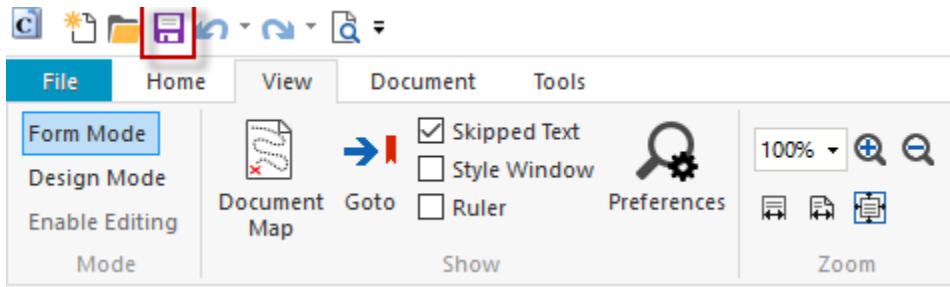 C
File Home View Document Tools
Form Mode
Design Mode
Enable Editing
Mode
Document Map
Goto
Skipped Text
Style Window
Ruler
Preferences
Show
100%
Zoom